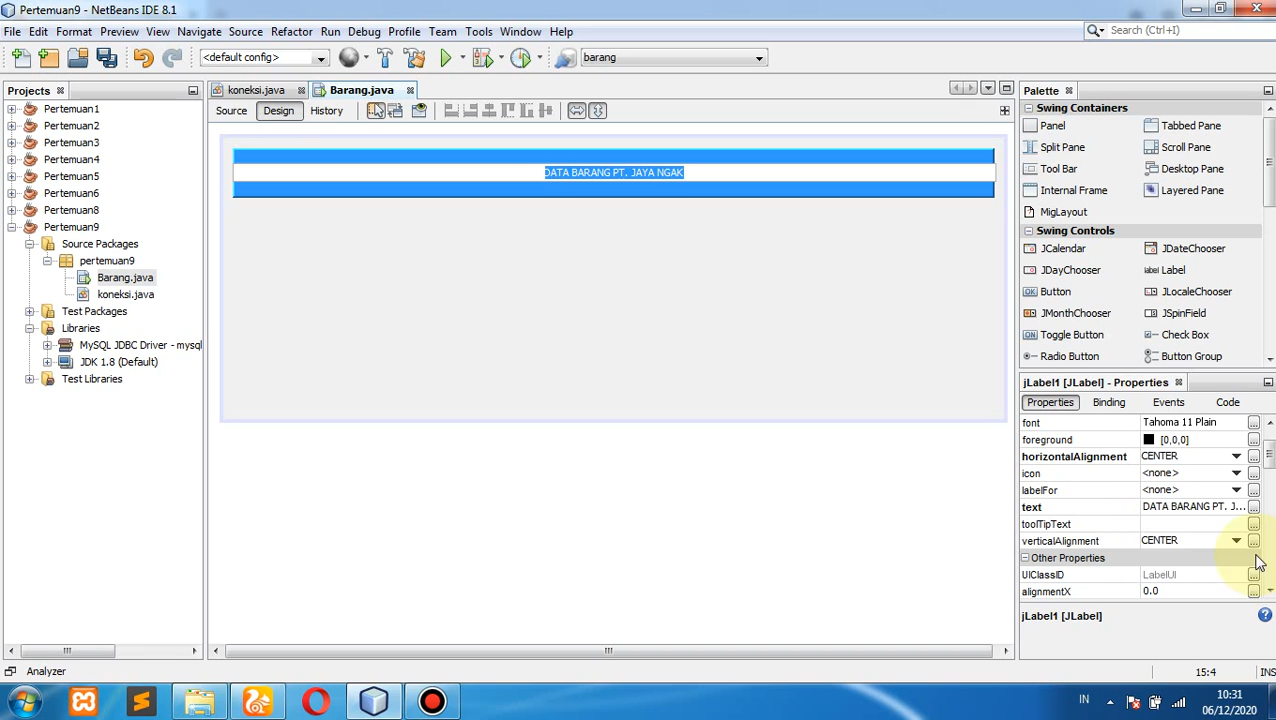 Pertemuan9 - NetBeans IDE 8.1
File Edit View Navigate Source Refactor Run Debug Profile Team Tools Window Help
Format Preview
Search (Ctrl+I)
<default config>
barang
Projects
koneksi.java
Barang.java
Palette
Source Design History
Pertemuan1
Pertemuan2
Pertemuan3
Pertemuan4
Pertemuan5
Pertemuan6
Pertemuan8
Pertemuan9
Source Packages
pertemuan9
Barang.java
koneksi.java
Test Packages
Libraries
MySQL JDBC Driver - mysql
JDK 1.8 (Default)
Test Libraries
DATA BARANG PT. JAYA NGAK
Swing Containers
Panel Tabbed Pane
Split Pane Scroll Pane
Tool Bar Desktop Pane
Internal Frame Layered Pane
MigLayout
Swing Controls
JCalendar JDateChooser
JDayChooser label Label
OK Button JLocaleChooser
JMonthChooser JSpinField
ON Toggle Button Check Box
Radio Button Button Group
jLabel1 [JLabel] - Properties
Properties Binding Events Code
font Tahoma 11 Plain
foreground [0,0,0]
horizontalAlignment CENTER
icon <none>
labelFor <none>
text DATA BARANG PT. J...
toolTipText
verticalAlignment CENTER
Other Properties
UIClassID LabelUI
alignmentX 0.0
jLabel1 [JLabel]
Analyzer
15:4 INS
IN
10:31
06/12/2020